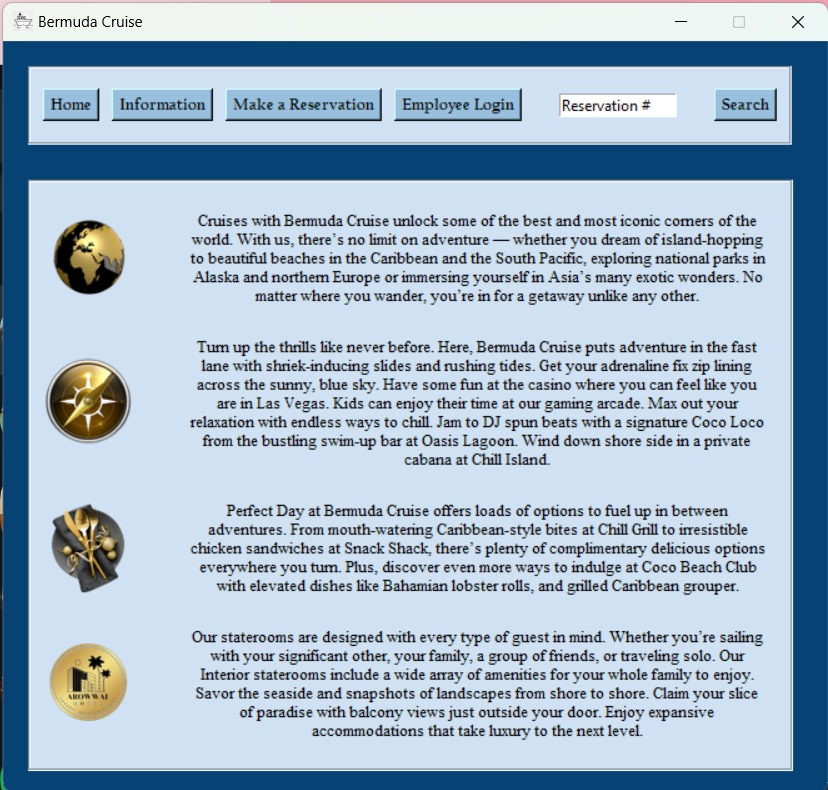 Bermuda Cruise
Home Information Make a Reservation Employee Login Reservation # Search
Cruises with Bermuda Cruise unlock some of the best and most iconic corners of the
world. With us, there's no limit on adventure — whether you dream of island-hopping
to beautiful beaches in the Caribbean and the South Pacific, exploring national parks in
Alaska and northern Europe or immersing yourself in Asia's many exotic wonders. No
matter where you wander, you're in for a getaway unlike any other.
Turn up the thrills like never before. Here, Bermuda Cruise puts adventure in the fast
lane with shriek-inducing slides and rushing tides. Get your adrenaline fix zip lining
across the sunny, blue sky. Have some fun at the casino where you can feel like you
are in Las Vegas. Kids can enjoy their time at our gaming arcade. Max out your
relaxation with endless ways to chill. Jam to DJ spun beats with a signature Coco Loco
from the bustling swim-up bar at Oasis Lagoon. Wind down shore side in a private
cabana at Chill Island.
Perfect Day at Bermuda Cruise offers loads of options to fuel up in between
adventures. From mouth-watering Caribbean-style bites at Chill Grill to irresistible
chicken sandwiches at Snack Shack, there's plenty of complimentary delicious options
everywhere you turn. Plus, discover even more ways to indulge at Coco Beach Club
with elevated dishes like Bahamian lobster rolls, and grilled Caribbean grouper.
Our staterooms are designed with every type of guest in mind. Whether you're sailing
with your significant other, your family, a group of friends, or traveling solo. Our
Interior staterooms include a wide array of amenities for your whole family to enjoy.
Savor the seaside and snapshots of landscapes from shore to shore. Claim your slice
of paradise with balcony views just outside your door. Enjoy expansive
accommodations that take luxury to the next level.
AROWWAI